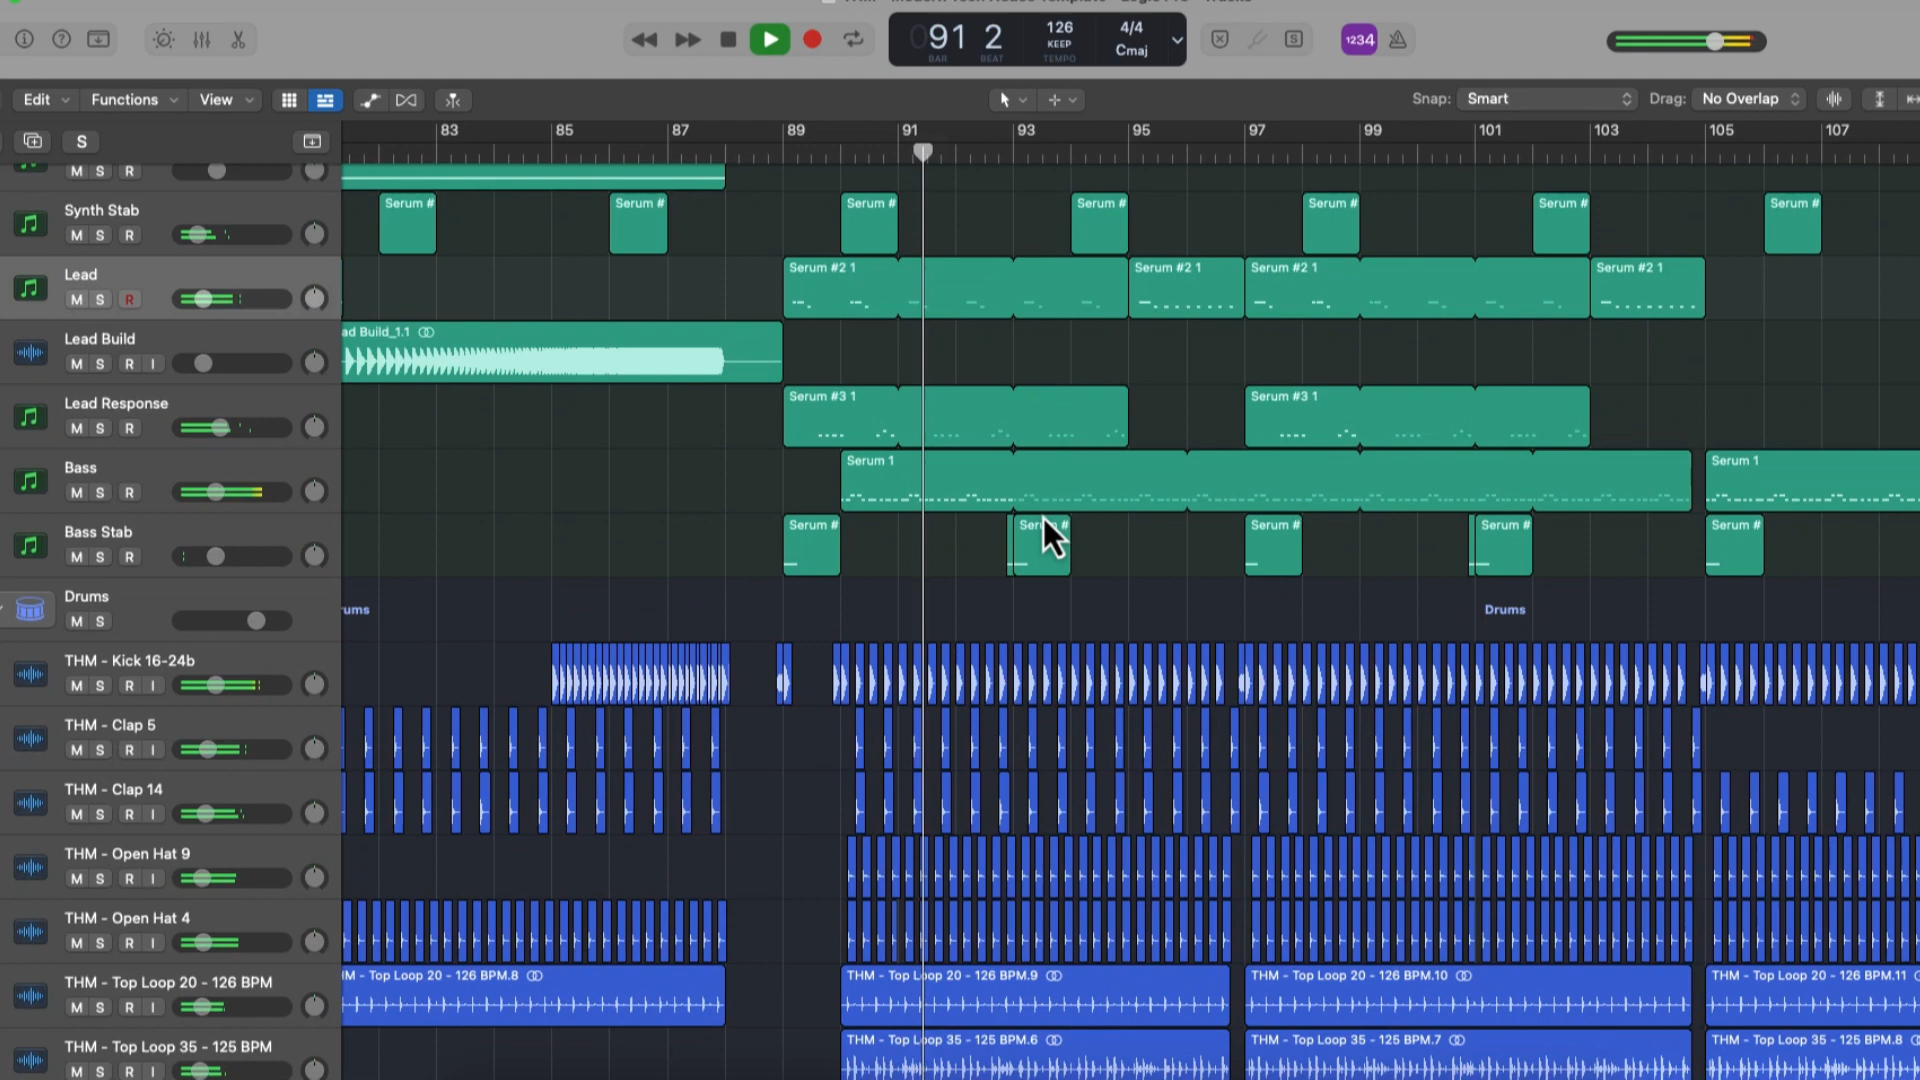 91 2
BAR BEAT
126
KEEP
TEMPO
4/4
Cmaj
1234
Edit Functions View
Snap: Smart Drag: No Overlap
S
83 85 87 89 91 93 95 97 99 101 103 105 107
M S R
Synth Stab
M S R
Serum # Serum # Serum # Serum # Serum # Serum # Serum #
Lead
M S R
Serum #2 1 Serum #2 1 Serum #2 1 Serum #2 1
Lead Build
M S R I
ad Build_1.1
Lead Response
M S R
Serum #3 1 Serum #3 1
Bass
M S R
Serum 1 Serum 1
Bass Stab
M S R
Serum # Serum # Serum # Serum #
Drums
M S
ums Drums
THM - Kick 16-24b
M S R I
THM - Clap 5
M S R I
THM - Clap 14
M S R I
THM - Open Hat 9
M S R I
THM - Open Hat 4
M S R I
THM - Top Loop 20 - 126 BPM
M S R I
M - Top Loop 20 - 126 BPM.8 THM - Top Loop 20 - 126 BPM.9 THM - Top Loop 20 - 126 BPM.10 THM - Top Loop 20 - 126 BPM.11
THM - Top Loop 35 - 125 BPM
M S R I
THM - Top Loop 35 - 125 BPM.6 THM - Top Loop 35 - 125 BPM.7 THM - Top Loop 35 - 125 BPM.8